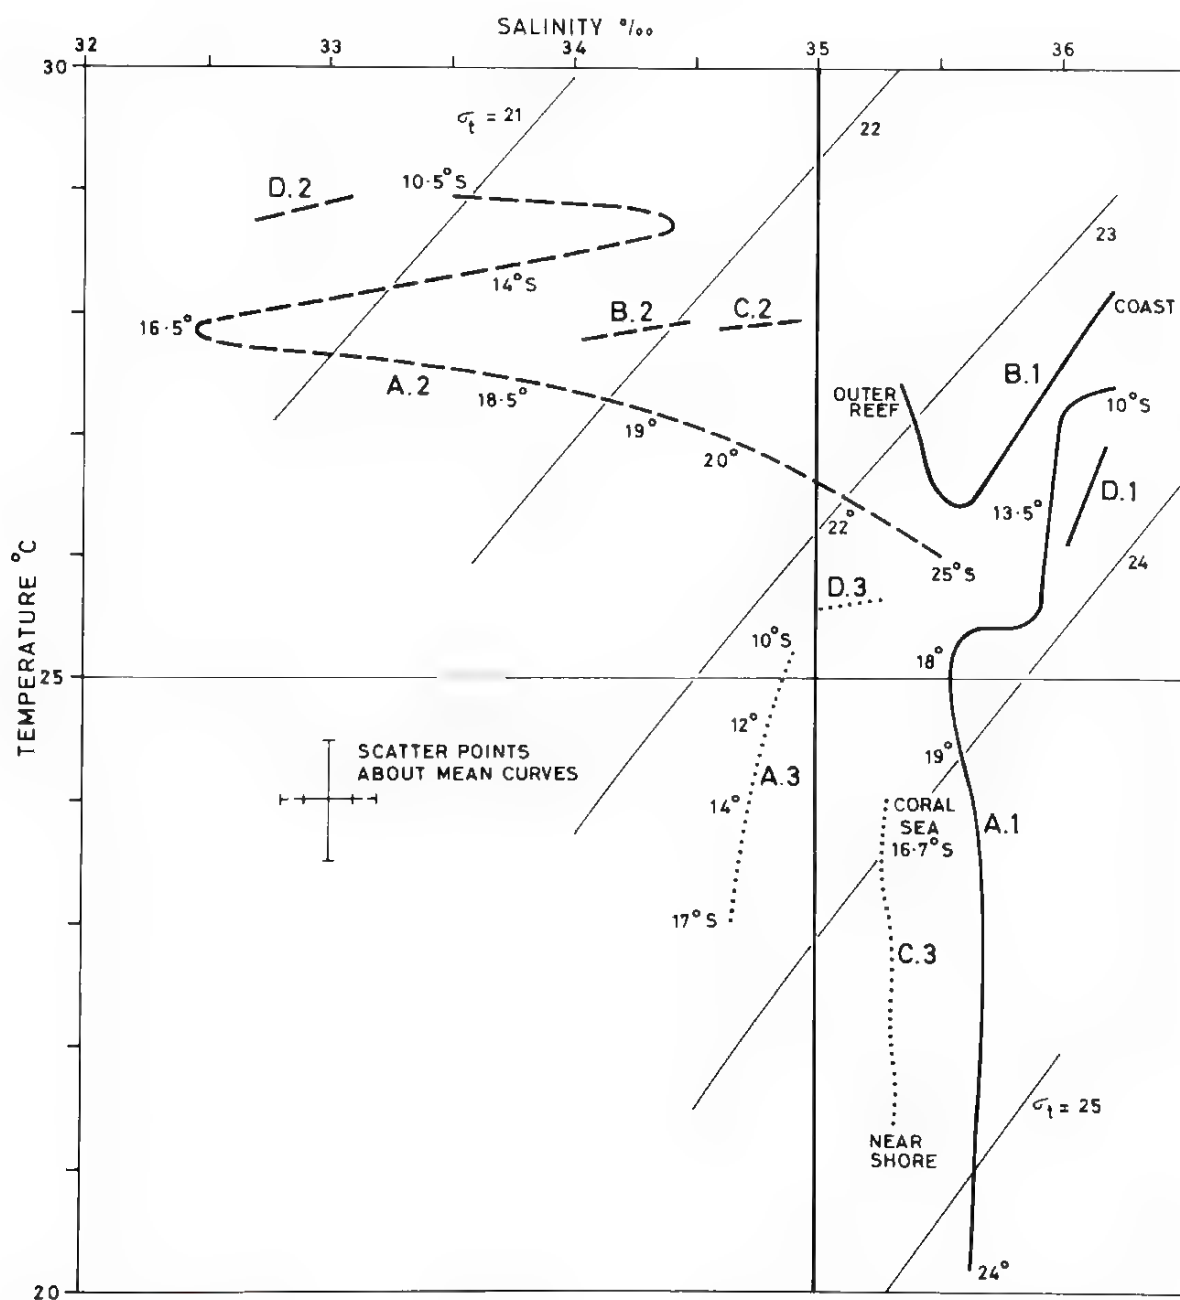 SALINITY °/₀₀
32 33 34 35 36
30
σt = 21
22
D.2
10·5°S
23
14°S
16·5°
B.2
C.2
COAST
A.2
18·5°
B.1
OUTER
REEF
10°S
19°
20°
D.1
13·5°
22°
24
25°S
D.3
TEMPERATURE °C
10°S
18°
25
12°
19°
SCATTER POINTS
ABOUT MEAN CURVES
A.3
14°
CORAL
SEA
16·7°S
A.1
17°S
C.3
σt = 25
NEAR
SHORE
24°
20